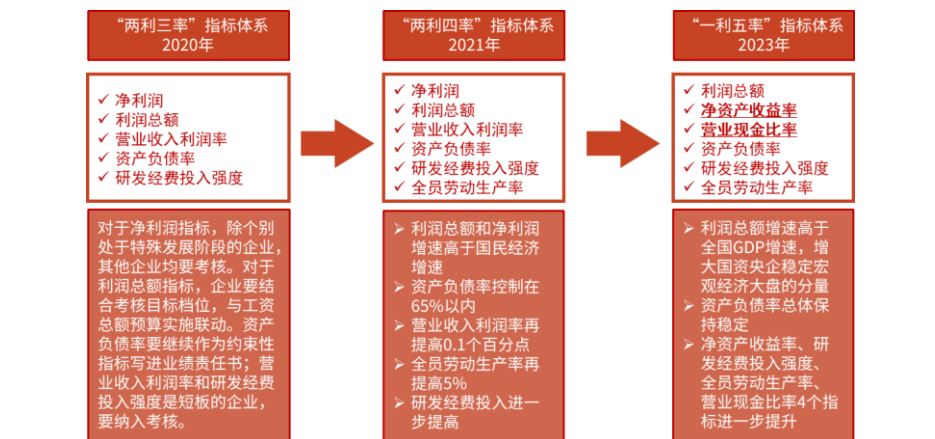 “两利三率”指标体系
2020年
净利润
利润总额
营业收入利润率
资产负债率
研发经费投入强度
对于净利润指标，除个别
处于特殊发展阶段的企业，
其他企业均要考核。对于
利润总额指标，企业要结
合考核目标档位，与工资
总额预算实施联动。资产
负债率要继续作为约束性
指标写进业绩责任书；营
业收入利润率和研发经费
投入强度是短板的企业，
要纳入考核。
“两利四率”指标体系
2021年
净利润
利润总额
营业收入利润率
资产负债率
研发经费投入强度
全员劳动生产率
利润总额和净利润
增速高于国民经济
增速
资产负债率控制在
65%以内
营业收入利润率再
提高0.1个百分点
全员劳动生产率再
提高5%
研发经费投入进一
步提高
“一利五率”指标体系
2023年
利润总额
净资产收益率
营业现金比率
资产负债率
研发经费投入强度
全员劳动生产率
利润总额增速高于
全国GDP增速，增
大国资央企稳定宏
观经济大盘的分量
资产负债率总体保
持稳定
净资产收益率、研
发经费投入强度、
全员劳动生产率、
营业现金比率4个指
标进一步提升